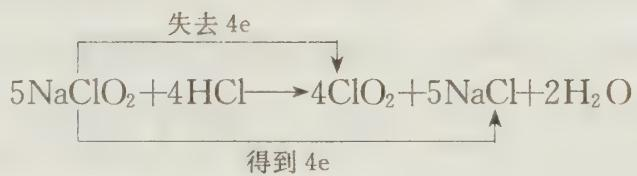 失去 4e
5NaClO₂+4HCl⟶4ClO₂+5NaCl+2H₂O
得到 4e